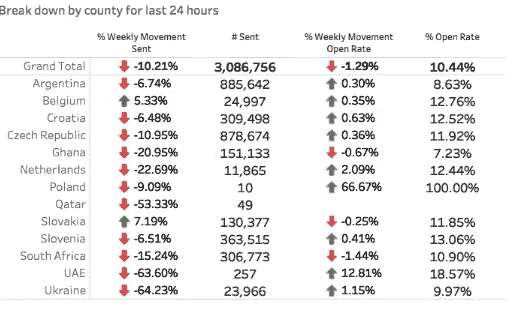 Break down by county for last 24 hours
% Weekly Movement Sent # Sent % Weekly Movement Open Rate % Open Rate
Grand Total -10.21% 3,086,756 -1.29% 10.44%
Argentina -6.74% 885,642 0.30% 8.63%
Belgium 5.33% 24,997 0.35% 12.76%
Croatia -6.48% 309,498 0.63% 12.52%
Czech Republic -10.95% 878,674 0.36% 11.92%
Ghana -20.95% 151,133 -0.67% 7.23%
Netherlands -22.69% 11,865 2.09% 12.44%
Poland -9.09% 10 66.67% 100.00%
Qatar -53.33% 49
Slovakia 7.19% 130,377 -0.25% 11.85%
Slovenia -6.51% 363,515 0.41% 13.06%
South Africa -15.24% 306,773 -1.44% 10.90%
UAE -63.60% 257 12.81% 18.57%
Ukraine -64.23% 23,966 1.15% 9.97%